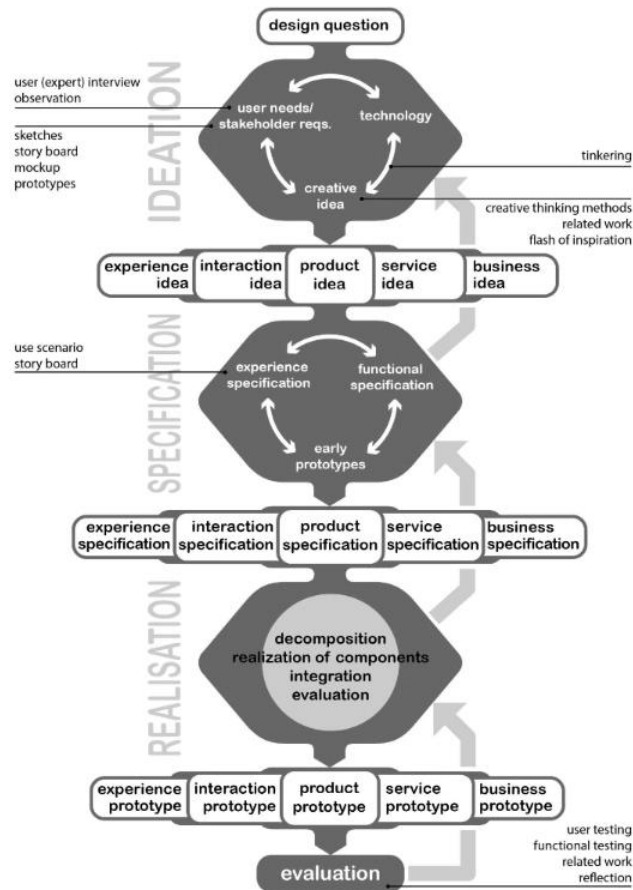 design question
IDEATION
user (expert) interview
observation
sketches
story board
mockup
prototypes
user needs/
stakeholder reqs.
technology
creative
idea
tinkering
creative thinking methods
related work
flash of inspiration
experience
idea
interaction
idea
product
idea
service
idea
business
idea
SPECIFICATION
use scenario
story board
experience
specification
functional
specification
early
prototypes
experience
specification
interaction
specification
product
specification
service
specification
business
specification
REALISATION
decomposition
realization of components
integration
evaluation
experience
prototype
interaction
prototype
product
prototype
service
prototype
business
prototype
evaluation
user testing
functional testing
related work
reflection